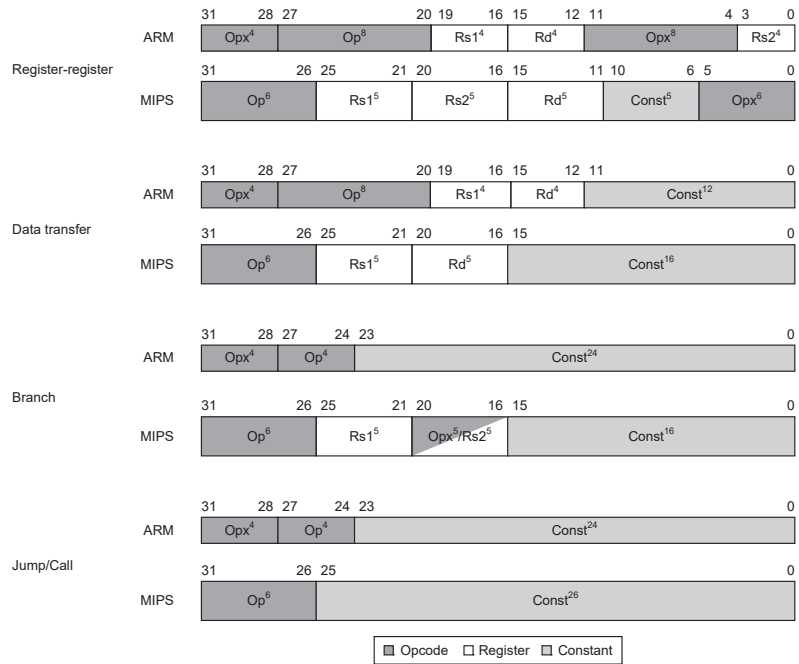 31 28 27 20 19 16 15 12 11 4 3 0
ARM Opx⁴ Op⁸ Rs1⁴ Rd⁴ Opx⁸ Rs2⁴
Register-register
31 26 25 21 20 16 15 11 10 6 5 0
MIPS Op⁶ Rs1⁵ Rs2⁵ Rd⁵ Const⁵ Opx⁶
31 28 27 20 19 16 15 12 11 0
ARM Opx⁴ Op⁸ Rs1⁴ Rd⁴ Const¹²
Data transfer
31 26 25 21 20 16 15 0
MIPS Op⁶ Rs1⁵ Rd⁵ Const¹⁶
31 28 27 24 23 0
ARM Opx⁴ Op⁴ Const²⁴
Branch
31 26 25 21 20 16 15 0
MIPS Op⁶ Rs1⁵ Opx⁵/Rs2⁵ Const¹⁶
31 28 27 24 23 0
ARM Opx⁴ Op⁴ Const²⁴
Jump/Call
31 26 25 0
MIPS Op⁶ Const²⁶
Opcode Register Constant